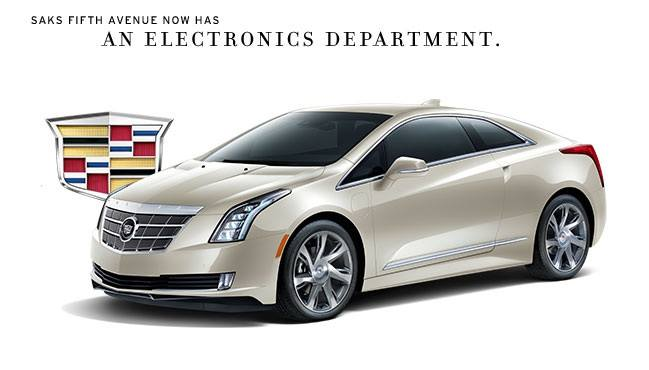 SAKS FIFTH AVENUE NOW HAS
AN ELECTRONICS DEPARTMENT.